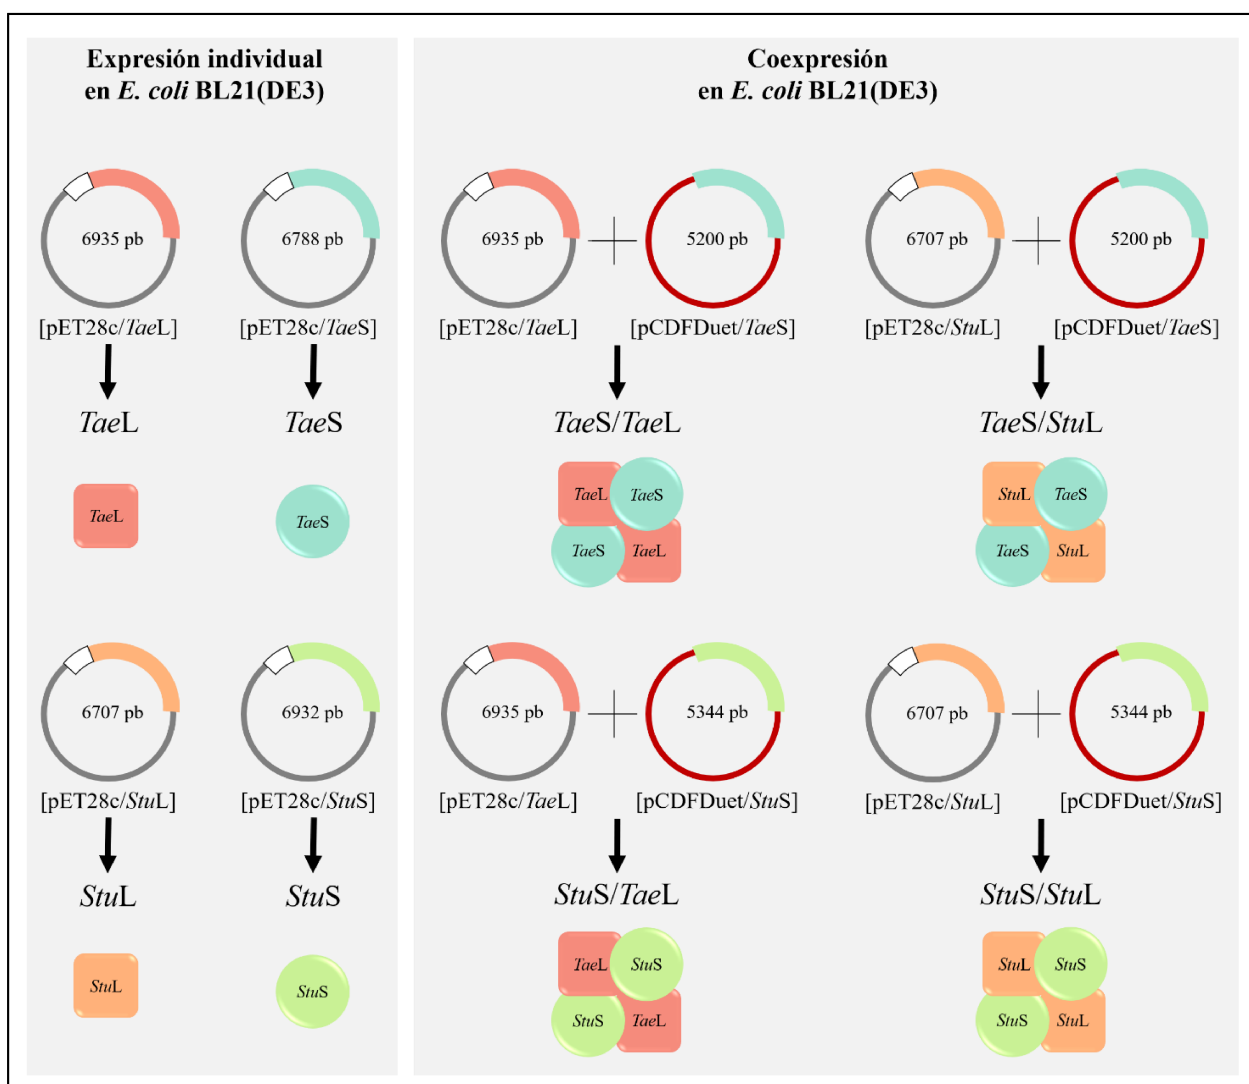 Expresión individual
en E. coli BL21(DE3)
Coexpresión
en E. coli BL21(DE3)
6935 pb
6788 pb
6935 pb
5200 pb
6707 pb
5200 pb
[pET28c/TaeL]
[pET28c/TaeS]
[pET28c/TaeL]
[pCDFDuet/TaeS]
[pET28c/StuL]
[pCDFDuet/TaeS]
TaeL
TaeS
TaeS/TaeL
TaeS/StuL
TaeL
TaeS
TaeL
TaeS
TaeS
TaeL
StuL
TaeS
TaeS
StuL
6707 pb
6932 pb
6935 pb
5344 pb
6707 pb
5344 pb
[pET28c/StuL]
[pET28c/StuS]
[pET28c/TaeL]
[pCDFDuet/StuS]
[pET28c/StuL]
[pCDFDuet/StuS]
StuL
StuS
StuS/TaeL
StuS/StuL
StuL
StuS
TaeL
StuS
StuS
TaeL
StuL
StuS
StuS
StuL